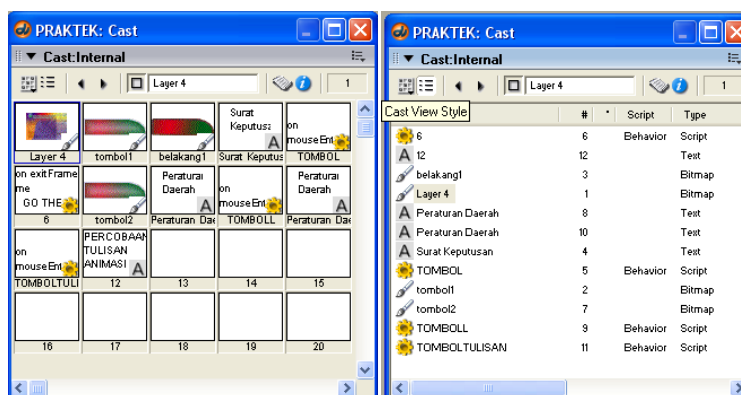 PRAKTEK: Cast
Cast:Internal
Layer 4
1
Surat
Keputusa
on
mouseEnt
Layer 4 tombol1 belakang1 Surat Keputus TOMBOL
on exitFrame
me
GO THE
Peraturan
Daerah
on
mouseEnt
Peraturan
Daerah
6 tombol2 Peraturan Dae TOMBOLL Peraturan Dae
on
mouseEnt
PERCOBAAN
TULISAN
ANIMASI
TOMBOLTULI 12 13 14 15
16 17 18 19 20
PRAKTEK: Cast
Cast:Internal
Layer 4
1
Cast View Style
# * Script Type
6 6 Behavior Script
12 12 Text
belakang1 3 Bitmap
Layer 4 1 Bitmap
Peraturan Daerah 8 Text
Peraturan Daerah 10 Text
Surat Keputusan 4 Text
TOMBOL 5 Behavior Script
tombol1 2 Bitmap
tombol2 7 Bitmap
TOMBOLL 9 Behavior Script
TOMBOLTULISAN 11 Behavior Script